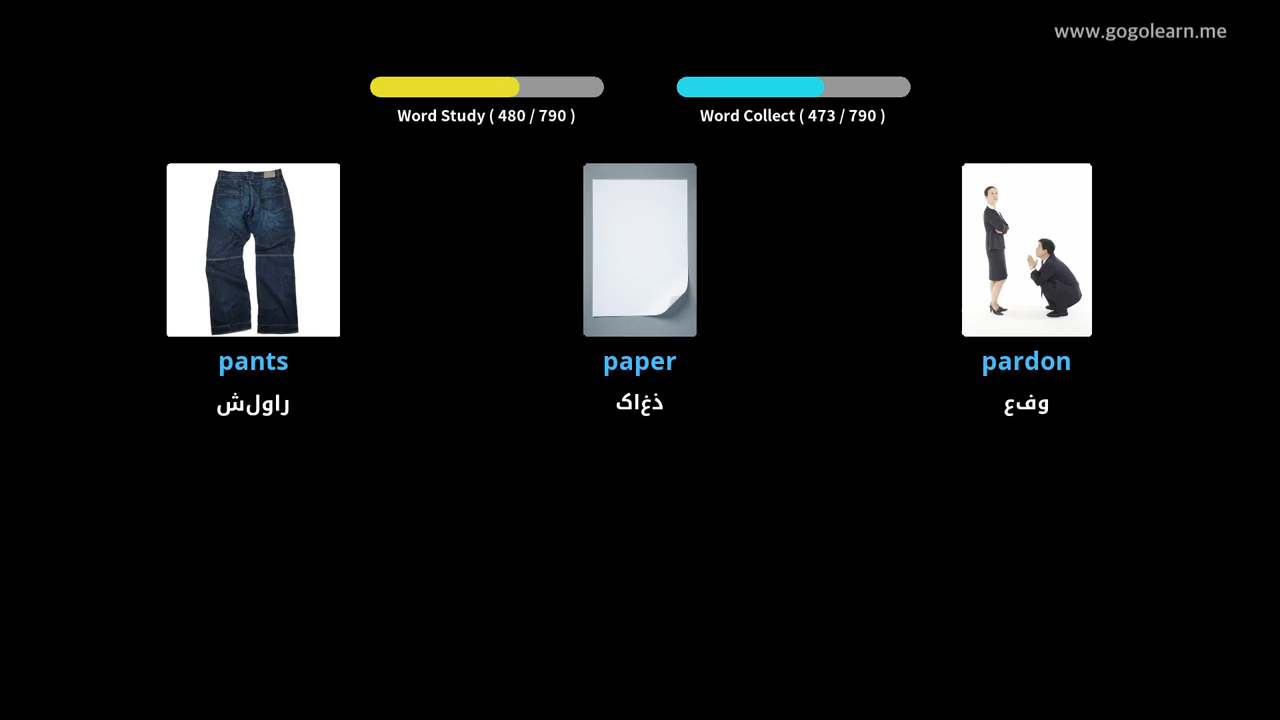 www.gogolearn.me
Word Study ( 480 / 790 )
Word Collect ( 473 / 790 )
pants
paper
pardon
راولش
ذغاک
وفع